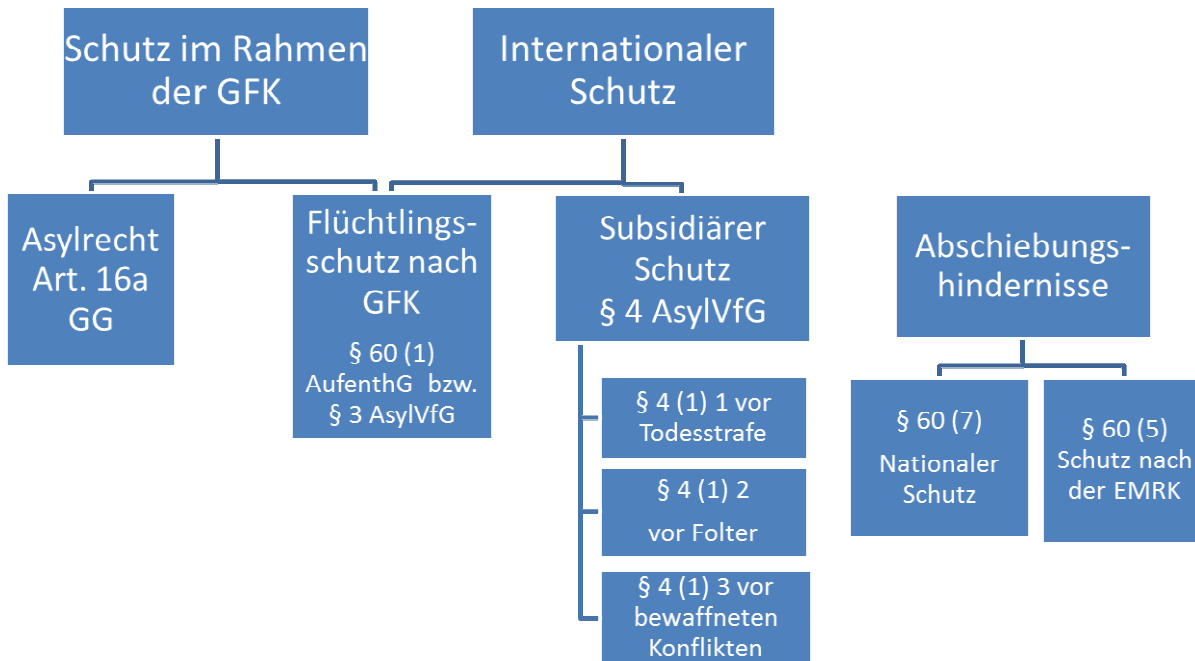 Schutz im Rahmen
der GFK
Internationaler
Schutz
Asylrecht
Art. 16a
GG
Flüchtlings-
schutz nach
GFK
§ 60 (1)
AufenthG bzw.
§ 3 AsylVfG
Subsidiärer
Schutz
§ 4 AsylVfG
§ 4 (1) 1 vor
Todesstrafe
§ 4 (1) 2
vor Folter
§ 4 (1) 3 vor
bewaffneten
Konflikten
Abschiebungs-
hindernisse
§ 60 (7)
Nationaler
Schutz
§ 60 (5)
Schutz nach
der EMRK